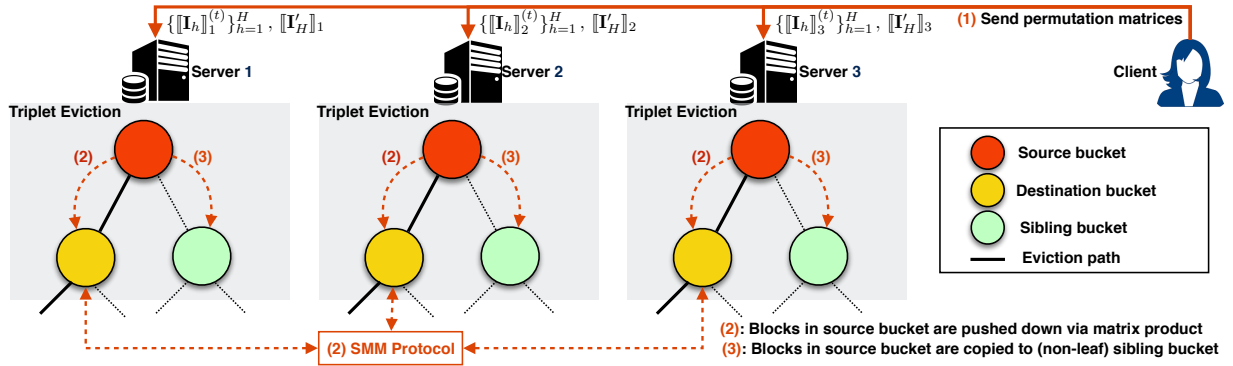 {⟦I_h⟧_1^(t)}_{h=1}^H , ⟦I'_H⟧_1
{⟦I_h⟧_2^(t)}_{h=1}^H , ⟦I'_H⟧_2
{⟦I_h⟧_3^(t)}_{h=1}^H , ⟦I'_H⟧_3
(1) Send permutation matrices
Server 1
Server 2
Server 3
Client
Triplet Eviction
Triplet Eviction
Triplet Eviction
(2)
(3)
(2)
(3)
(2)
(3)
Source bucket
Destination bucket
Sibling bucket
Eviction path
(2) SMM Protocol
(2): Blocks in source bucket are pushed down via matrix product
(3): Blocks in source bucket are copied to (non-leaf) sibling bucket